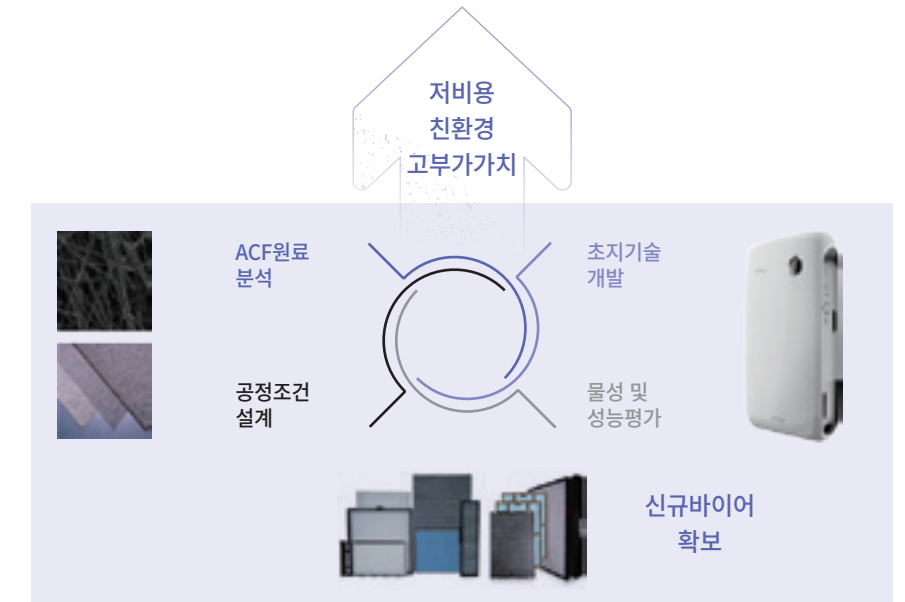 저비용
친환경
고부가가치
ACF원료
분석
초지기술
개발
공정조건
설계
물성 및
성능평가
신규바이어
확보